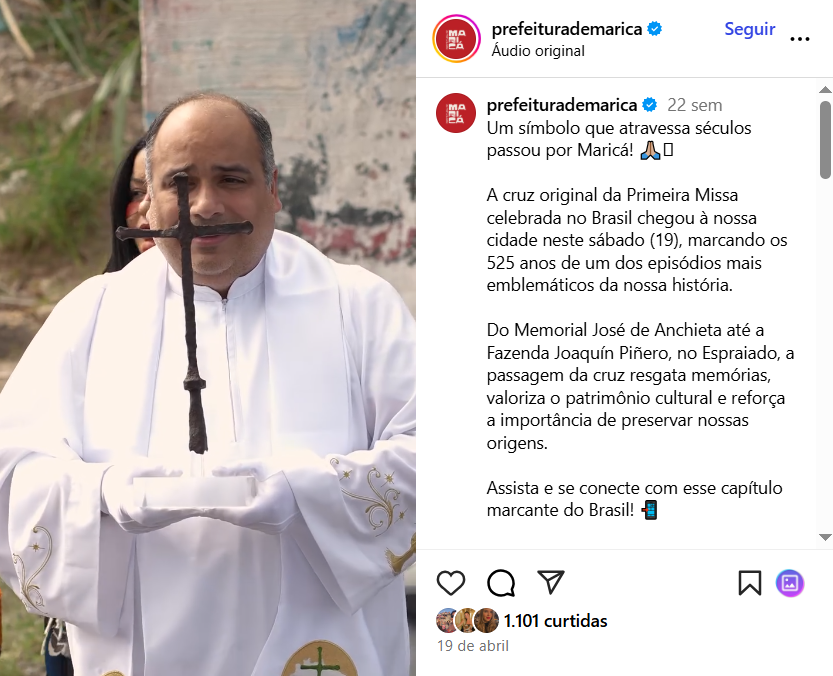 prefeiturademarica
Seguir
Áudio original
MA
RI
CA
prefeiturademarica 22 sem
Um símbolo que atravessa séculos
passou por Maricá! 🙏🏽
A cruz original da Primeira Missa
celebrada no Brasil chegou à nossa
cidade neste sábado (19), marcando os
525 anos de um dos episódios mais
emblemáticos da nossa história.
Do Memorial José de Anchieta até a
Fazenda Joaquín Piñero, no Espraiado, a
passagem da cruz resgata memórias,
valoriza o patrimônio cultural e reforça
a importância de preservar nossas
origens.
Assista e se conecte com esse capítulo
marcante do Brasil! 📲
1.101 curtidas
19 de abril